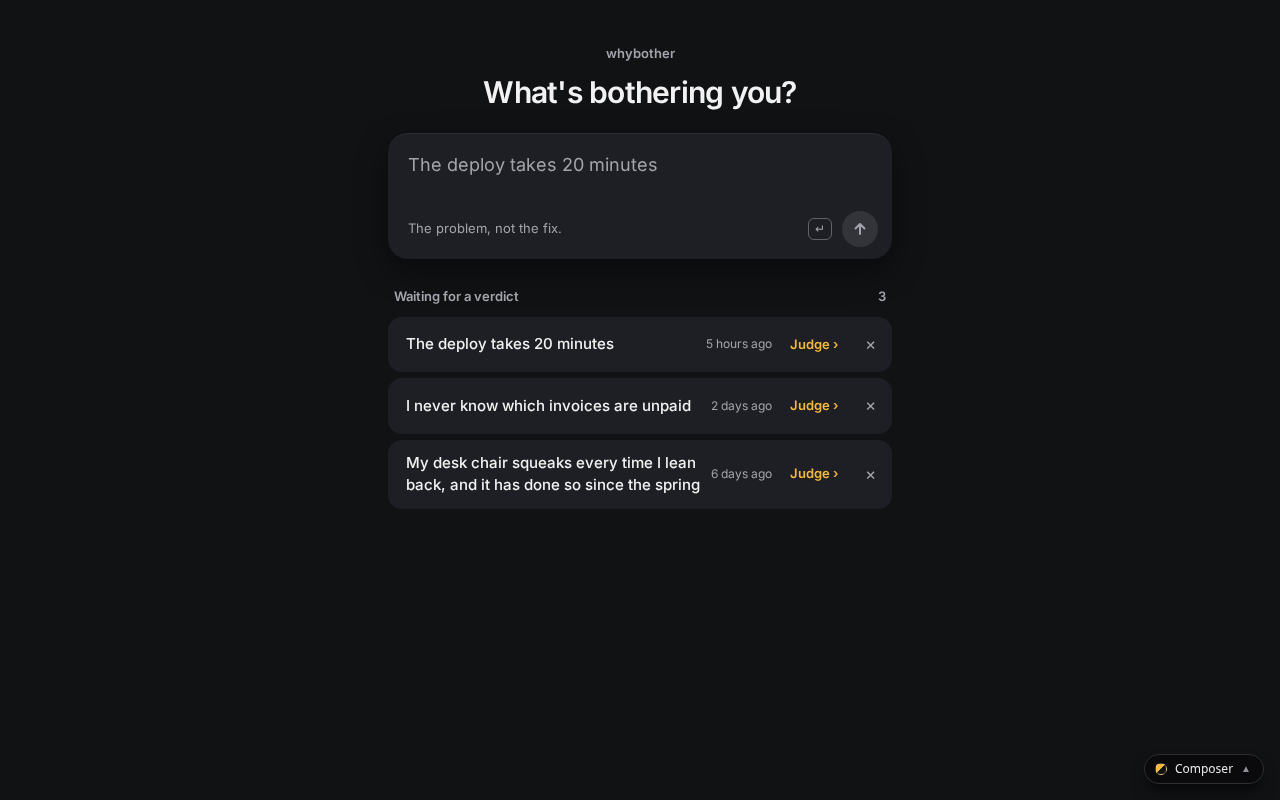 whybother
What's bothering you?
The deploy takes 20 minutes
The problem, not the fix.
↵
Waiting for a verdict 3
The deploy takes 20 minutes 5 hours ago Judge › ×
I never know which invoices are unpaid 2 days ago Judge › ×
My desk chair squeaks every time I lean
back, and it has done so since the spring 6 days ago Judge › ×
Composer ▲